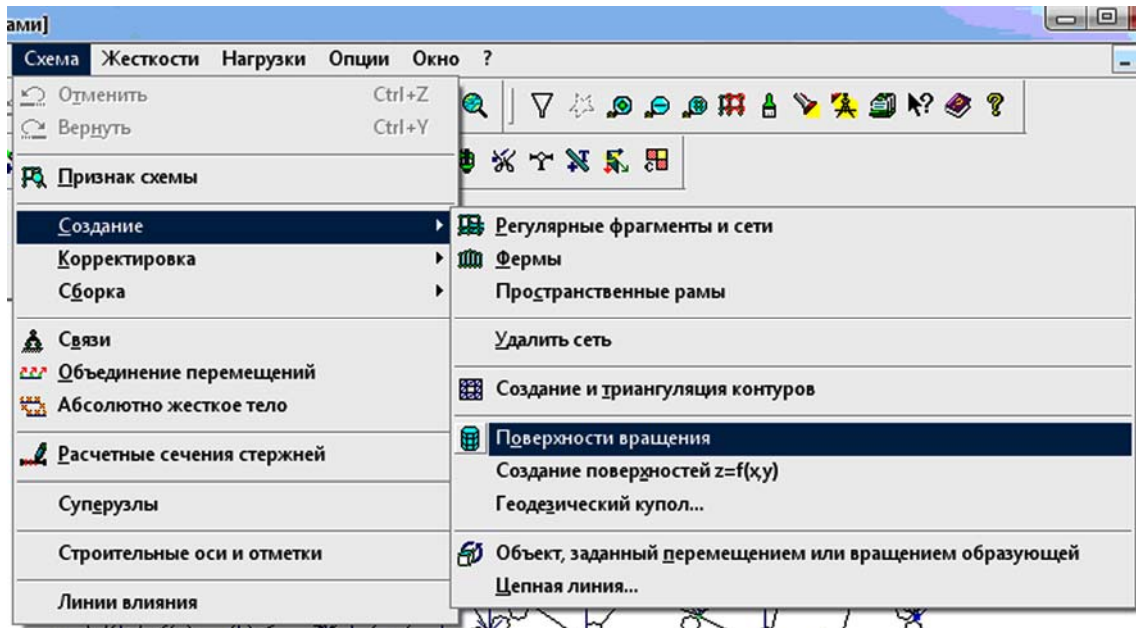 ами]
Схема Жесткости Нагрузки Опции Окно ?
Отменить Ctrl+Z
Вернуть Ctrl+Y
Признак схемы
Создание
Корректировка
Сборка
Связи
Объединение перемещений
Абсолютно жесткое тело
Расчетные сечения стержней
Суперузлы
Строительные оси и отметки
Линии влияния
Регулярные фрагменты и сети
Фермы
Пространственные рамы
Удалить сеть
Создание и триангуляция контуров
Поверхности вращения
Создание поверхностей z=f(x,y)
Геодезический купол...
Объект, заданный перемещением или вращением образующей
Цепная линия...